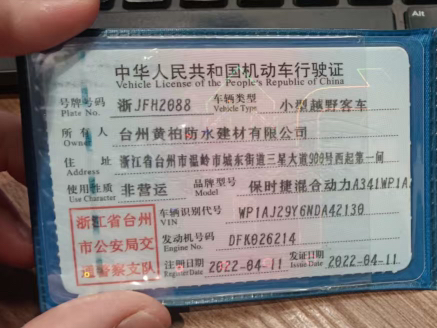 Alt
中华人民共和国机动车行驶证
Vehicle License of the People's Republic of China
号牌号码 浙JFH2088 车辆类型 小型越野客车
Plate No. Vehicle Type
所有人 台州黄柏防水建材有限公司
Owner
住址 浙江省台州市温岭市城东街道三星大道908号西起第一间
Address
使用性质 非营运 品牌型号 保时捷混合动力A341WP1A2
Use Character Model
浙江省台州 车辆识别代号 WP1AJ29Y6NDA42130
VIN
市公安局交 发动机号码 DFK026214
Engine No.
通警察支队 注册日期 2022-04-11 发证日期 2022-04-11
Register Date Issue Date